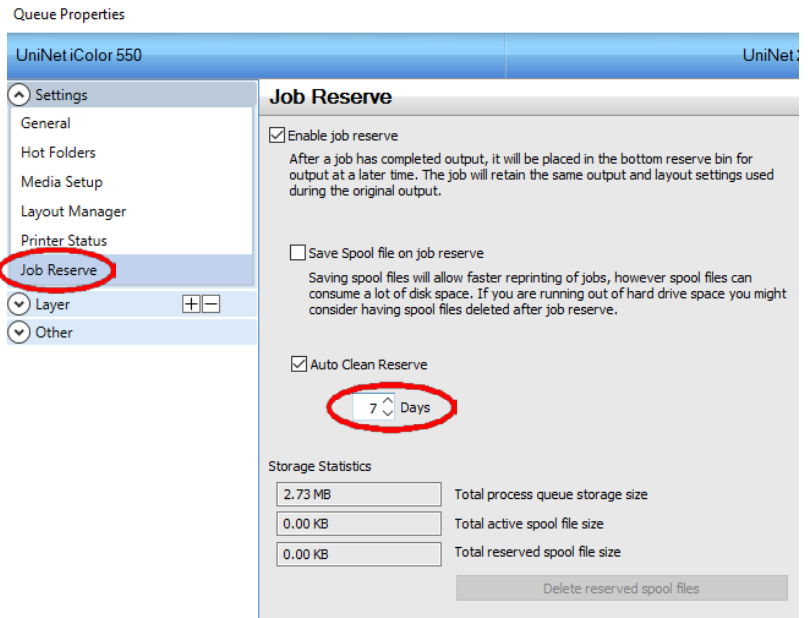 Queue Properties
UniNet iColor 550
UniNet 2
Settings
General
Hot Folders
Media Setup
Layout Manager
Printer Status
Job Reserve
Layer
Other
Job Reserve
Enable job reserve
After a job has completed output, it will be placed in the bottom reserve bin for
output at a later time. The job will retain the same output and layout settings used
during the original output.
Save Spool file on job reserve
Saving spool files will allow faster reprinting of jobs, however spool files can
consume a lot of disk space. If you are running out of hard drive space you might
consider having spool files deleted after job reserve.
Auto Clean Reserve
7 Days
Storage Statistics
2.73 MB Total process queue storage size
0.00 KB Total active spool file size
0.00 KB Total reserved spool file size
Delete reserved spool files